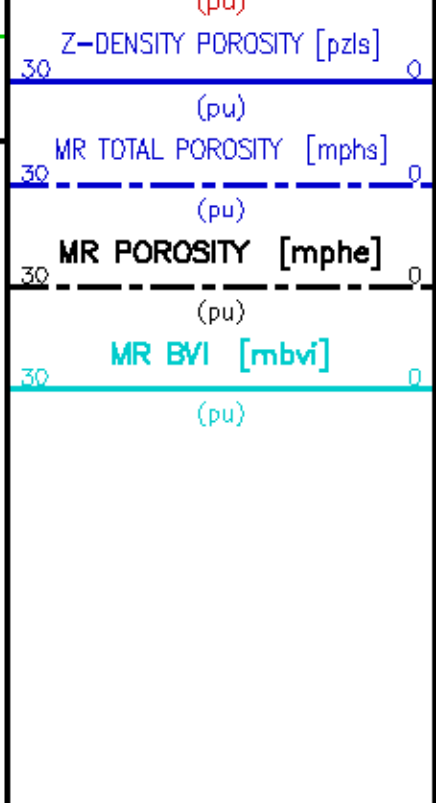 (pu)
Z-DENSITY POROSITY [pzls]
30 0
(pu)
MR TOTAL POROSITY [mphs]
30 0
(pu)
MR POROSITY [mphe]
30 0
(pu)
MR BVI [mbvi]
30 0
(pu)